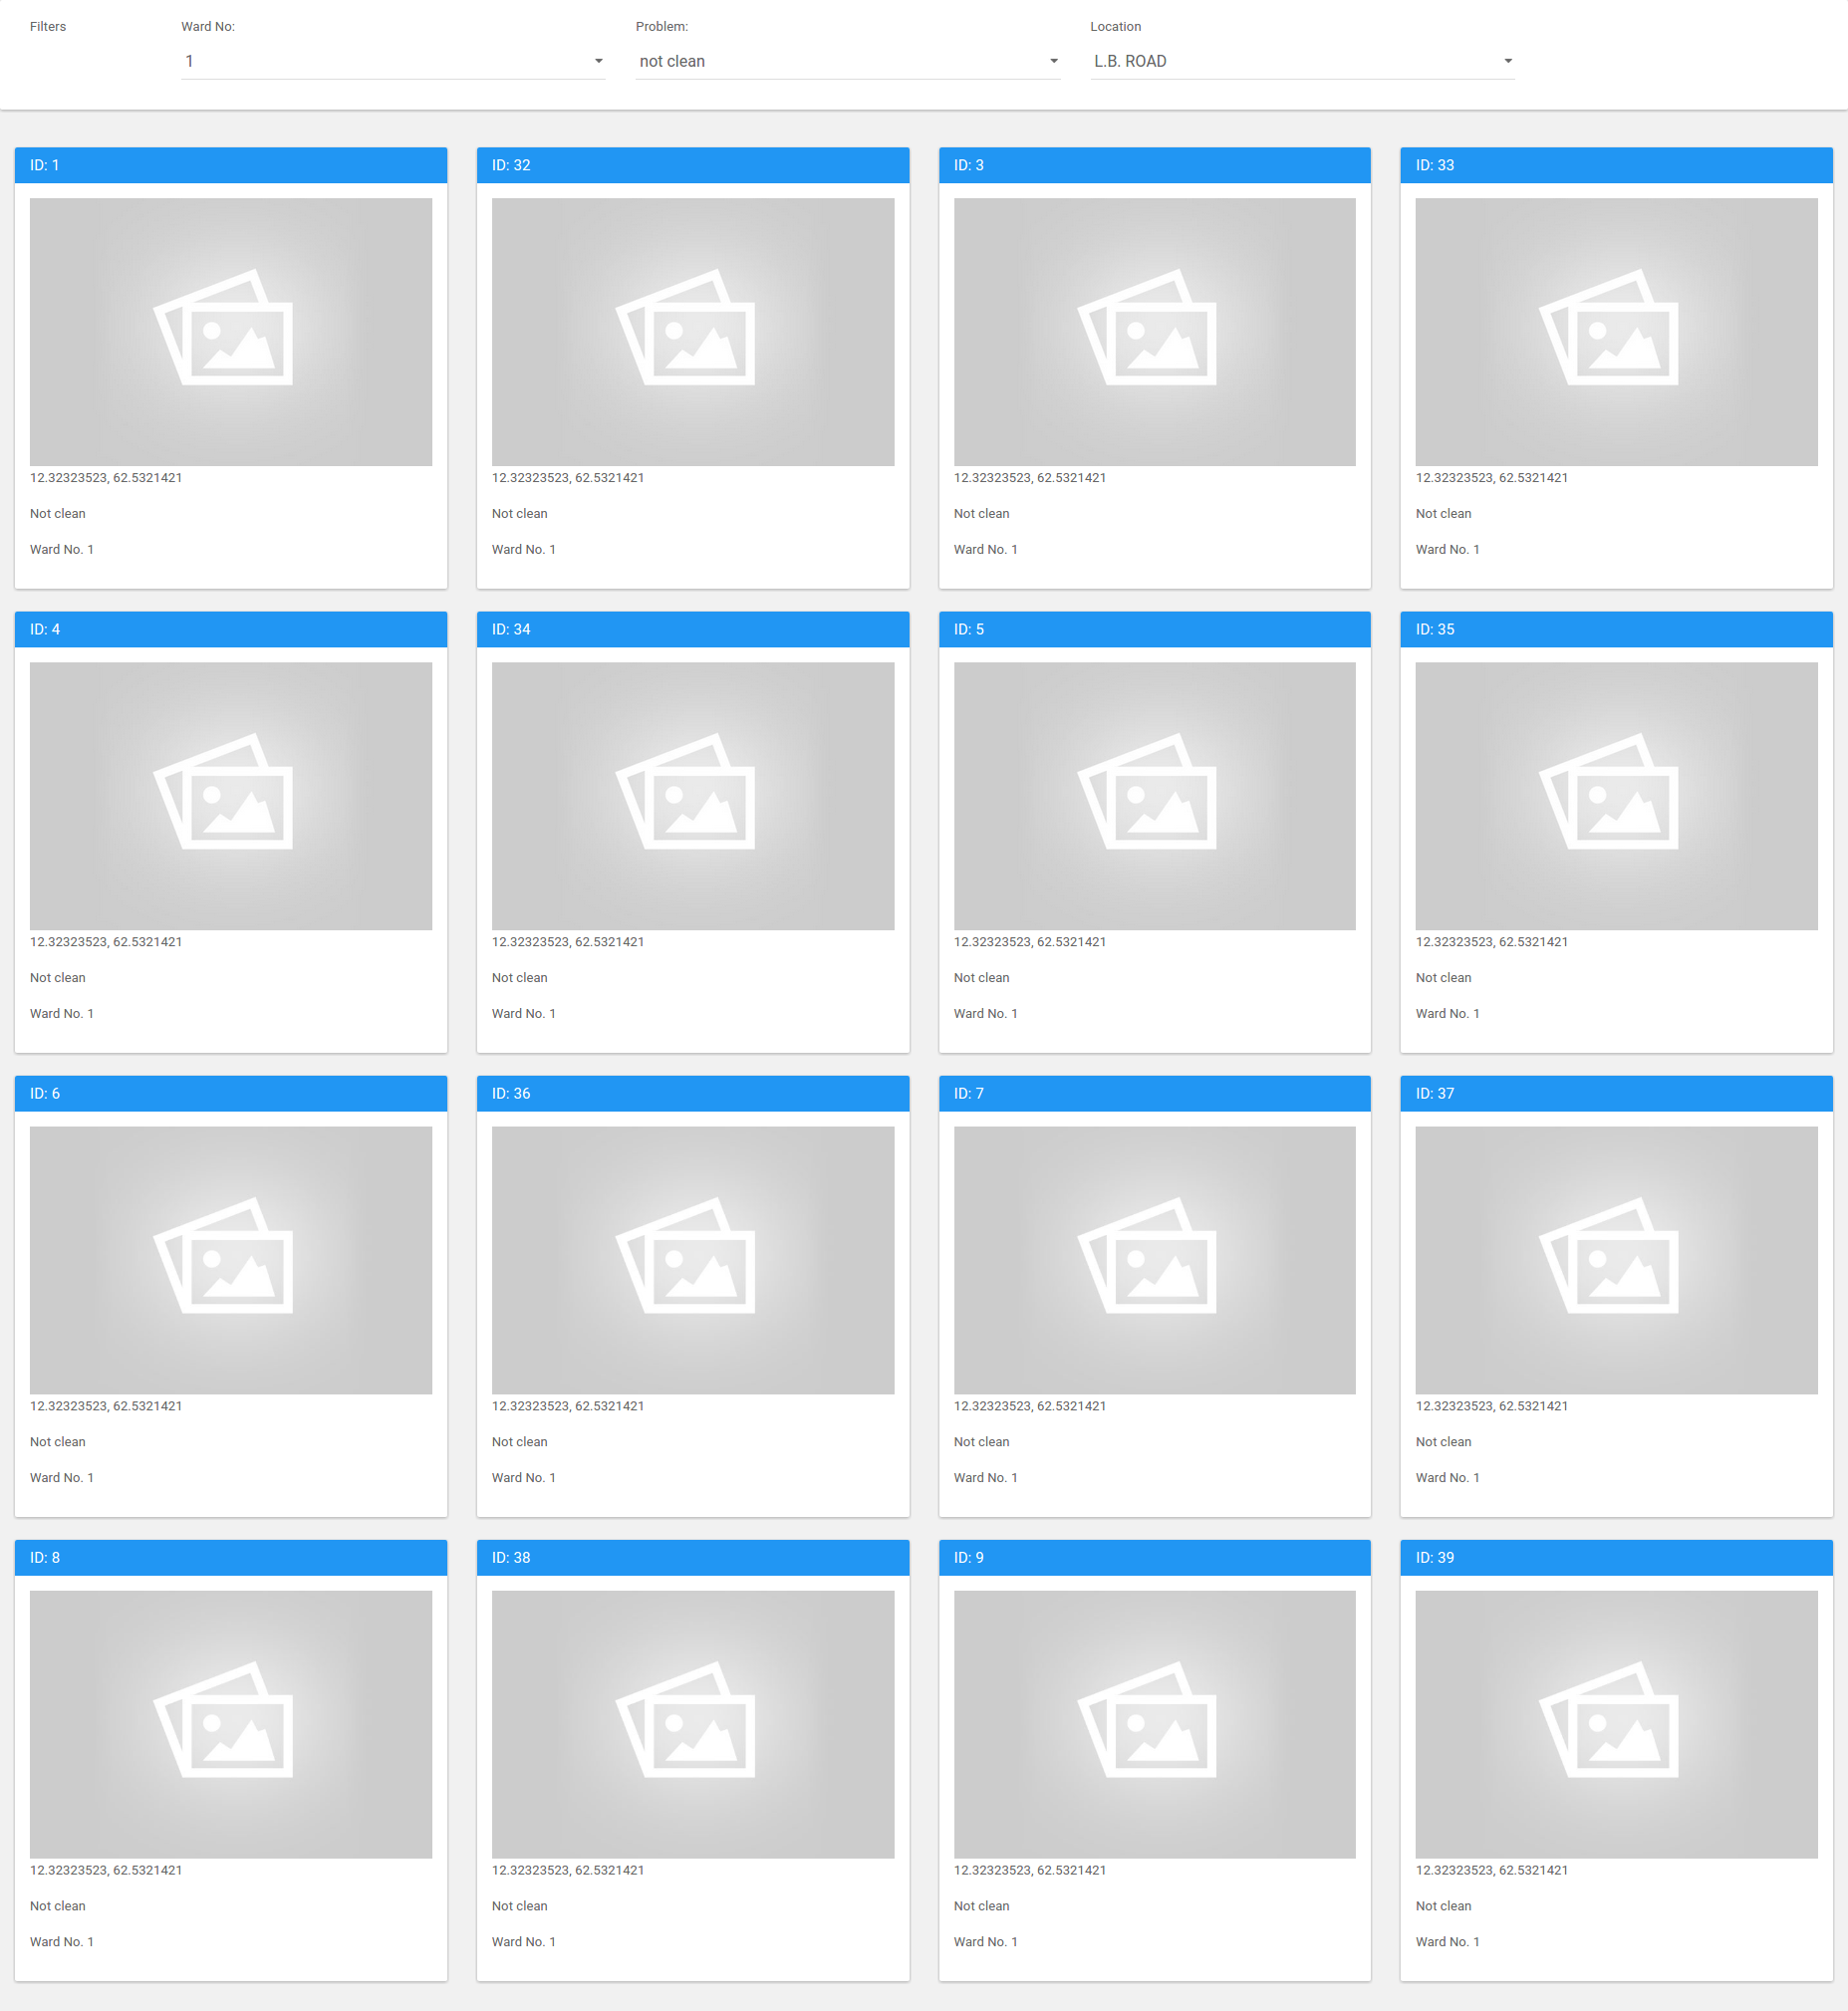 Filters
Ward No:
Problem:
Location
1
not clean
L.B. ROAD
ID: 1
12.32323523, 62.5321421
Not clean
Ward No. 1
ID: 32
12.32323523, 62.5321421
Not clean
Ward No. 1
ID: 3
12.32323523, 62.5321421
Not clean
Ward No. 1
ID: 33
12.32323523, 62.5321421
Not clean
Ward No. 1
ID: 4
12.32323523, 62.5321421
Not clean
Ward No. 1
ID: 34
12.32323523, 62.5321421
Not clean
Ward No. 1
ID: 5
12.32323523, 62.5321421
Not clean
Ward No. 1
ID: 35
12.32323523, 62.5321421
Not clean
Ward No. 1
ID: 6
12.32323523, 62.5321421
Not clean
Ward No. 1
ID: 36
12.32323523, 62.5321421
Not clean
Ward No. 1
ID: 7
12.32323523, 62.5321421
Not clean
Ward No. 1
ID: 37
12.32323523, 62.5321421
Not clean
Ward No. 1
ID: 8
12.32323523, 62.5321421
Not clean
Ward No. 1
ID: 38
12.32323523, 62.5321421
Not clean
Ward No. 1
ID: 9
12.32323523, 62.5321421
Not clean
Ward No. 1
ID: 39
12.32323523, 62.5321421
Not clean
Ward No. 1